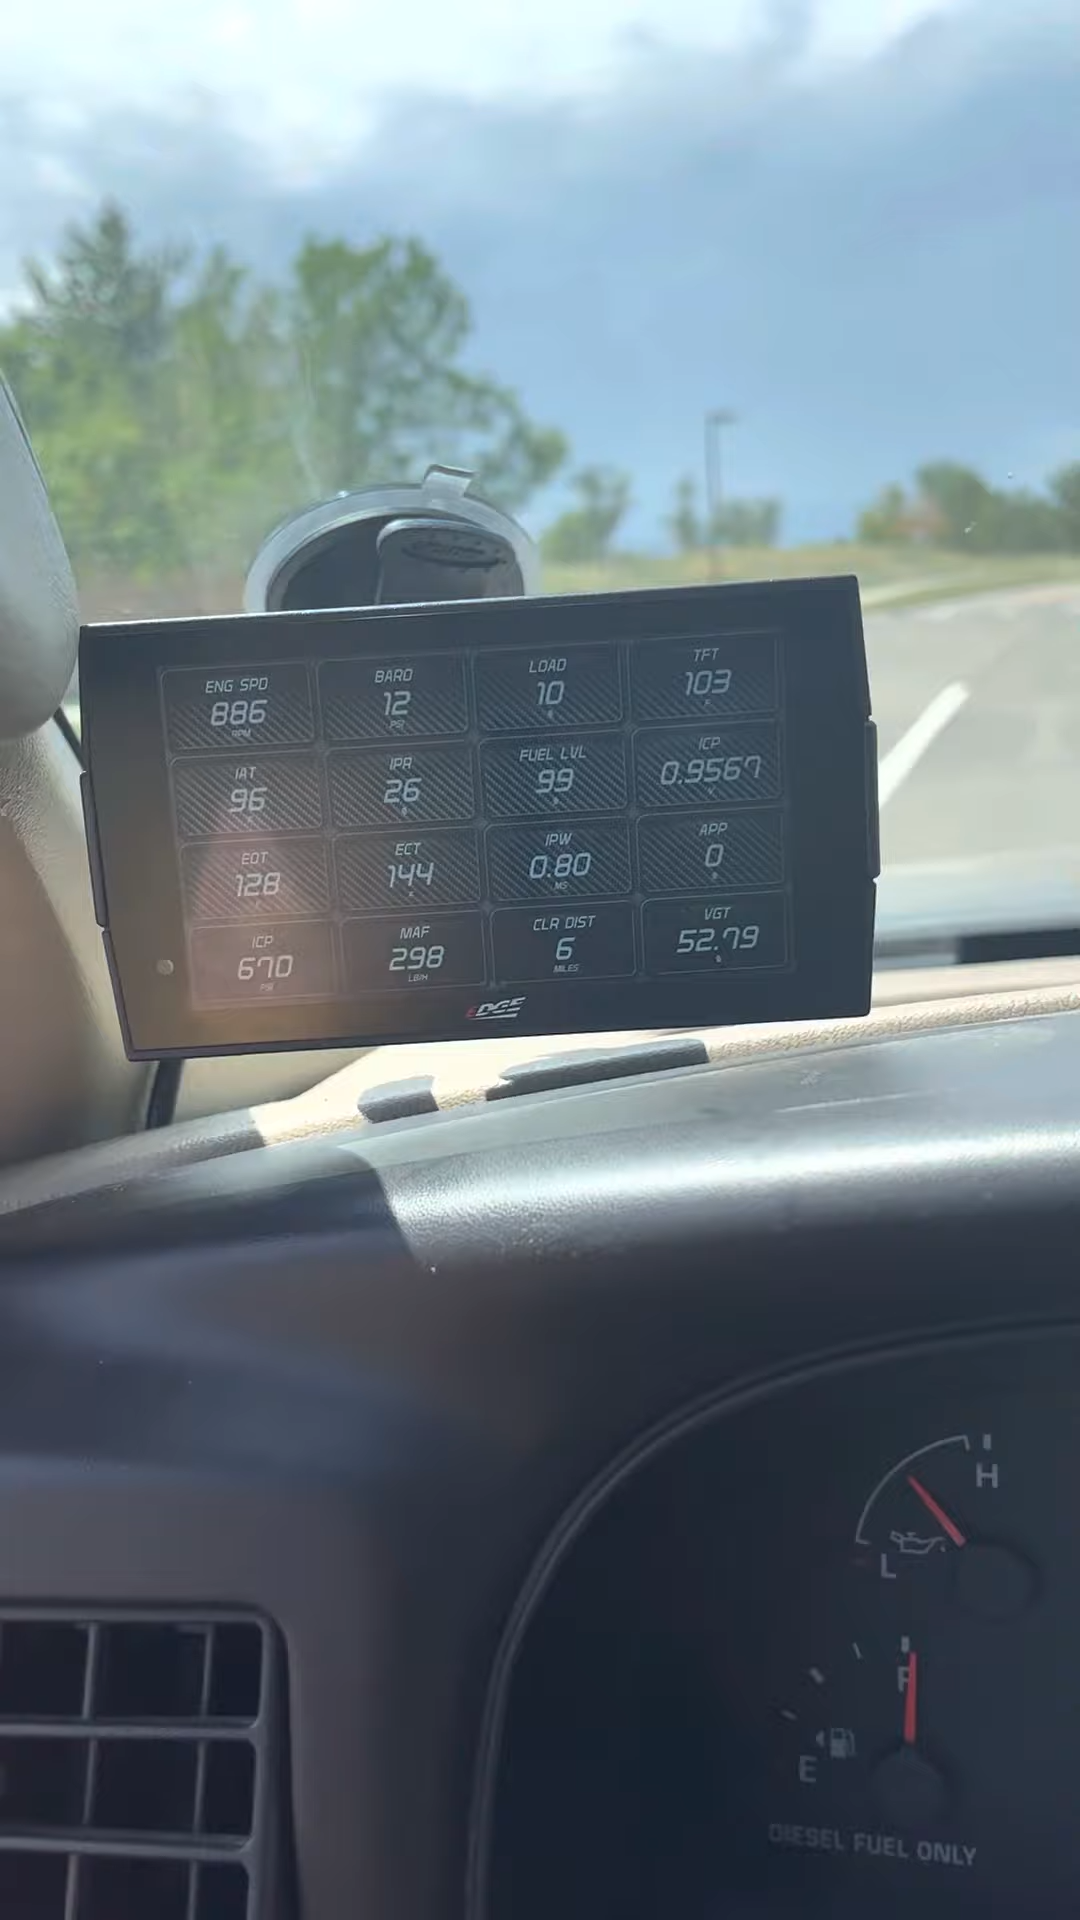 ENG SPD
886
RPM
BARO
12
PSI
LOAD
10
TFT
103
F
IAT
96
IPR
26
FUEL LVL
99
ICP
0.9567
V
EOT
128
ECT
144
IPW
0.80
MS
APP
0
ICP
670
PSI
MAF
298
LB/H
CLR DIST
6
MILES
VGT
52.79
EDGE
H
L
F
E
DIESEL FUEL ONLY